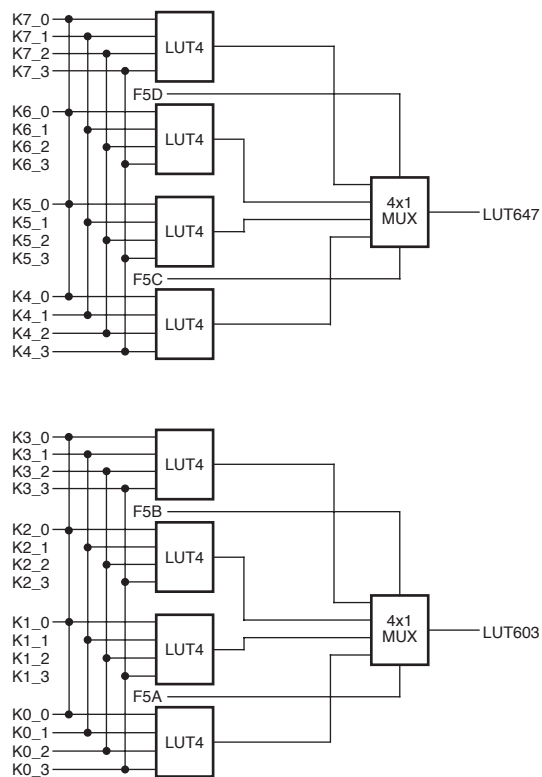 K7_0
K7_1
K7_2
K7_3
LUT4
F5D
K6_0
K6_1
K6_2
K6_3
LUT4
K5_0
K5_1
K5_2
K5_3
LUT4
F5C
K4_0
K4_1
K4_2
K4_3
LUT4
4x1
MUX
LUT647
K3_0
K3_1
K3_2
K3_3
LUT4
F5B
K2_0
K2_1
K2_2
K2_3
LUT4
K1_0
K1_1
K1_2
K1_3
LUT4
F5A
K0_0
K0_1
K0_2
K0_3
LUT4
4x1
MUX
LUT603